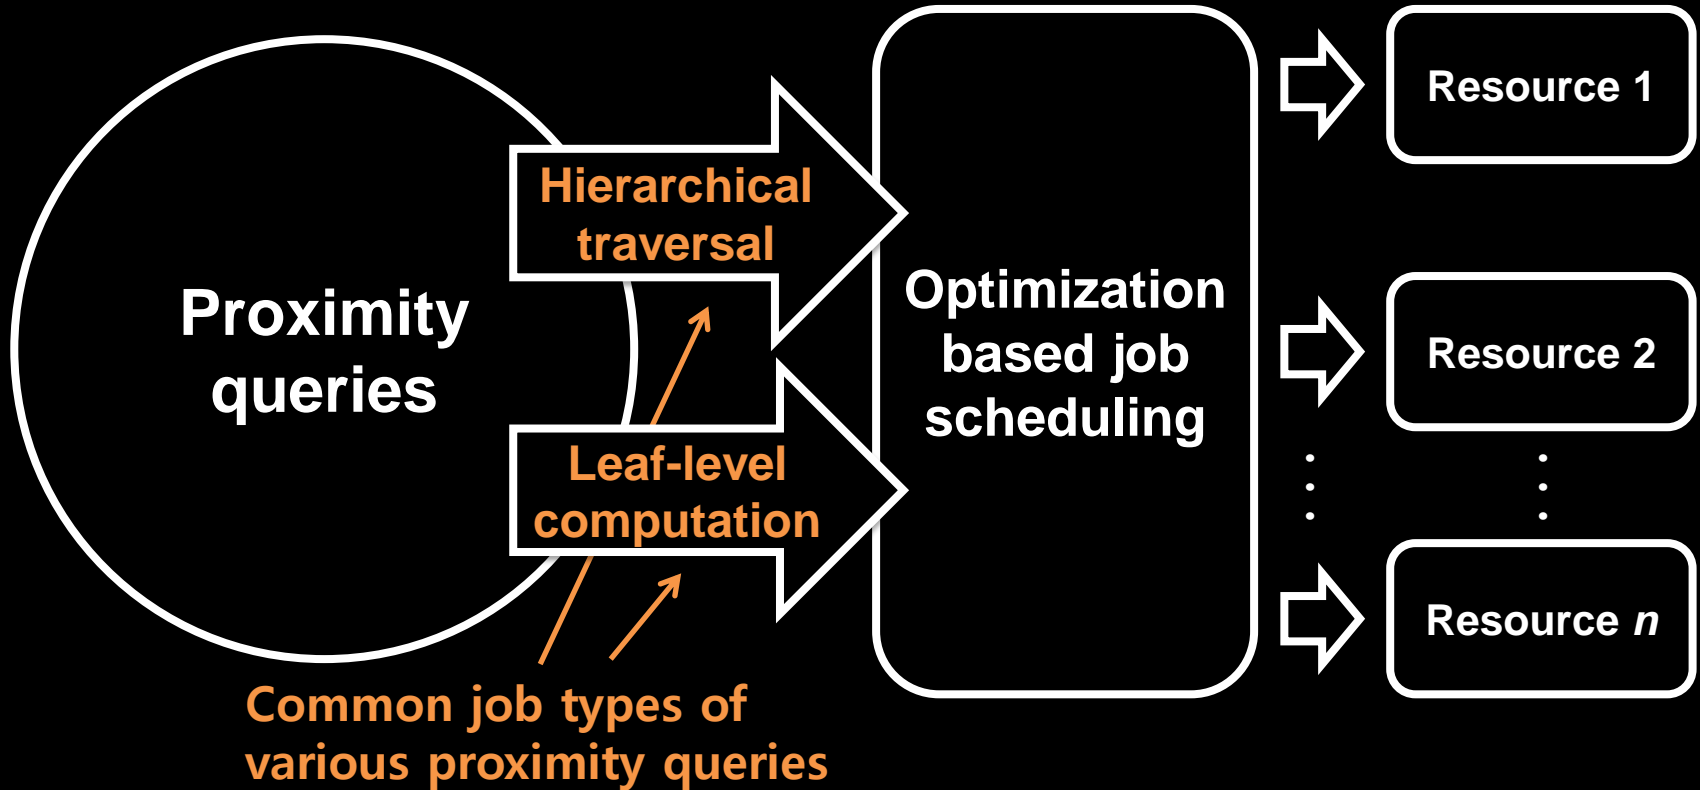 Proximity
queries
Hierarchical
traversal
Leaf-level
computation
Common job types of
various proximity queries
Optimization
based job
scheduling
Resource 1
Resource 2
Resource n